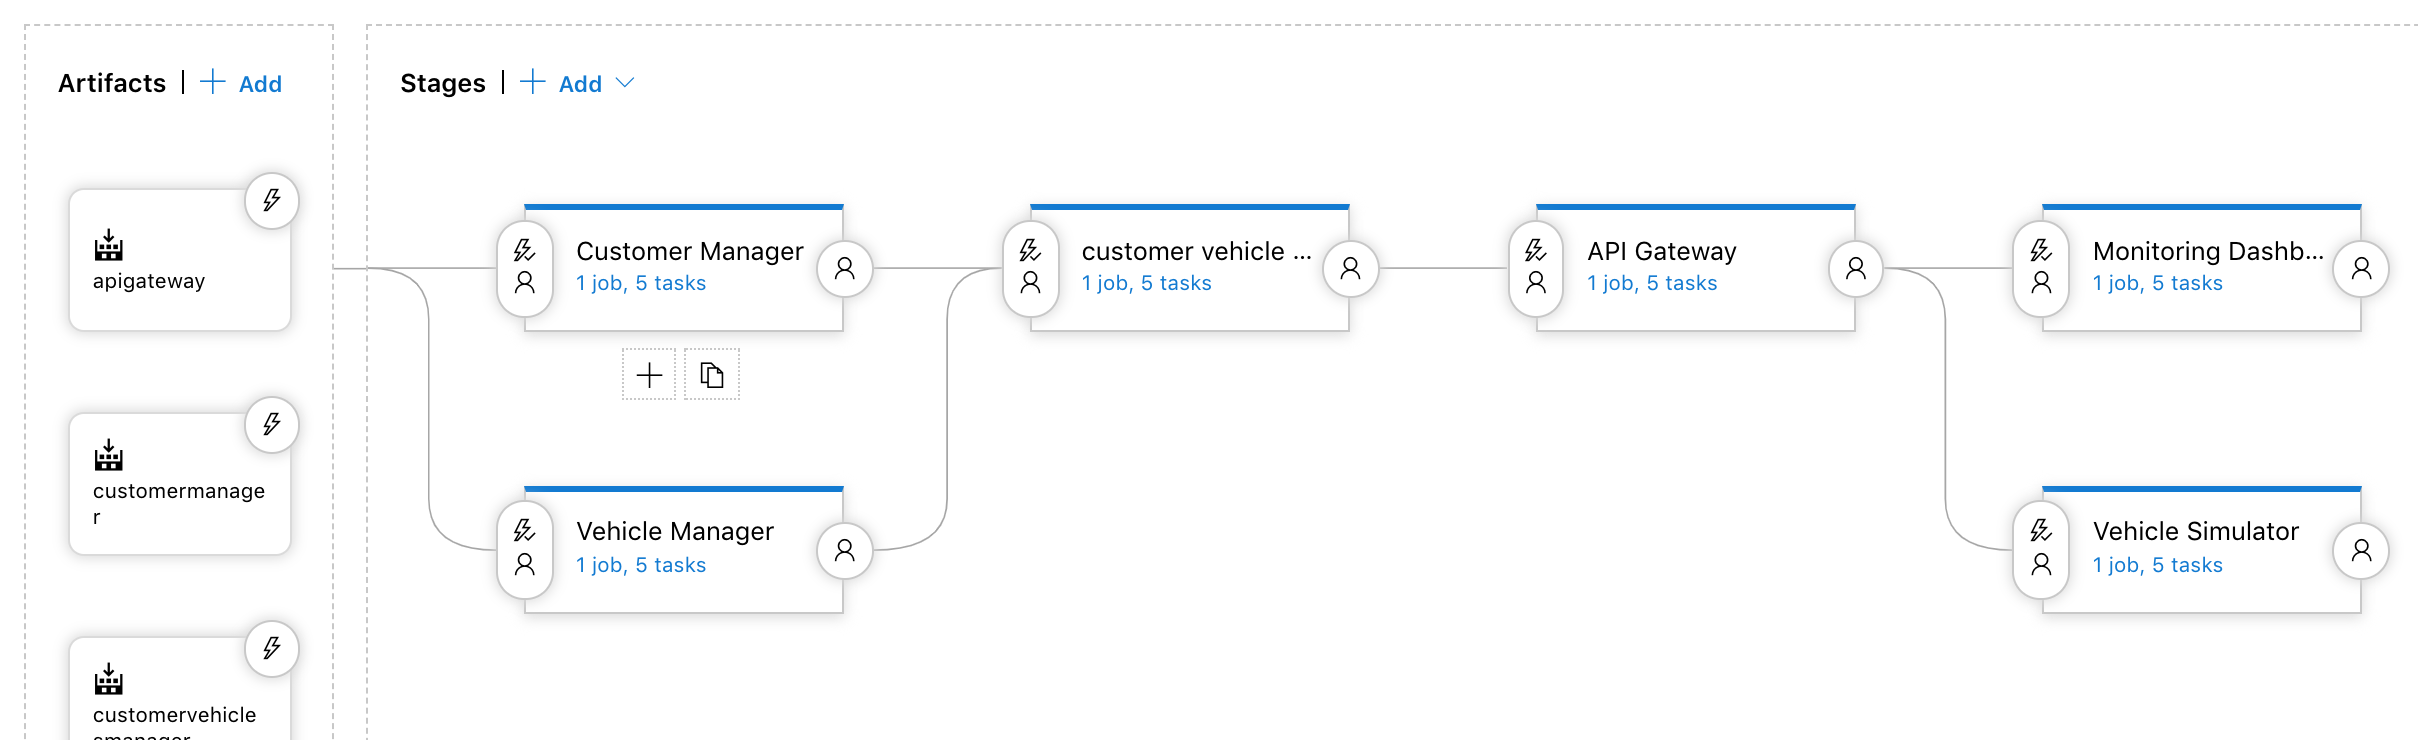 Artifacts | + Add
Stages | + Add
apigateway
customermanage
r
customervehicle
smanager
Customer Manager
1 job, 5 tasks
customer vehicle ...
1 job, 5 tasks
API Gateway
1 job, 5 tasks
Monitoring Dashb...
1 job, 5 tasks
Vehicle Manager
1 job, 5 tasks
Vehicle Simulator
1 job, 5 tasks